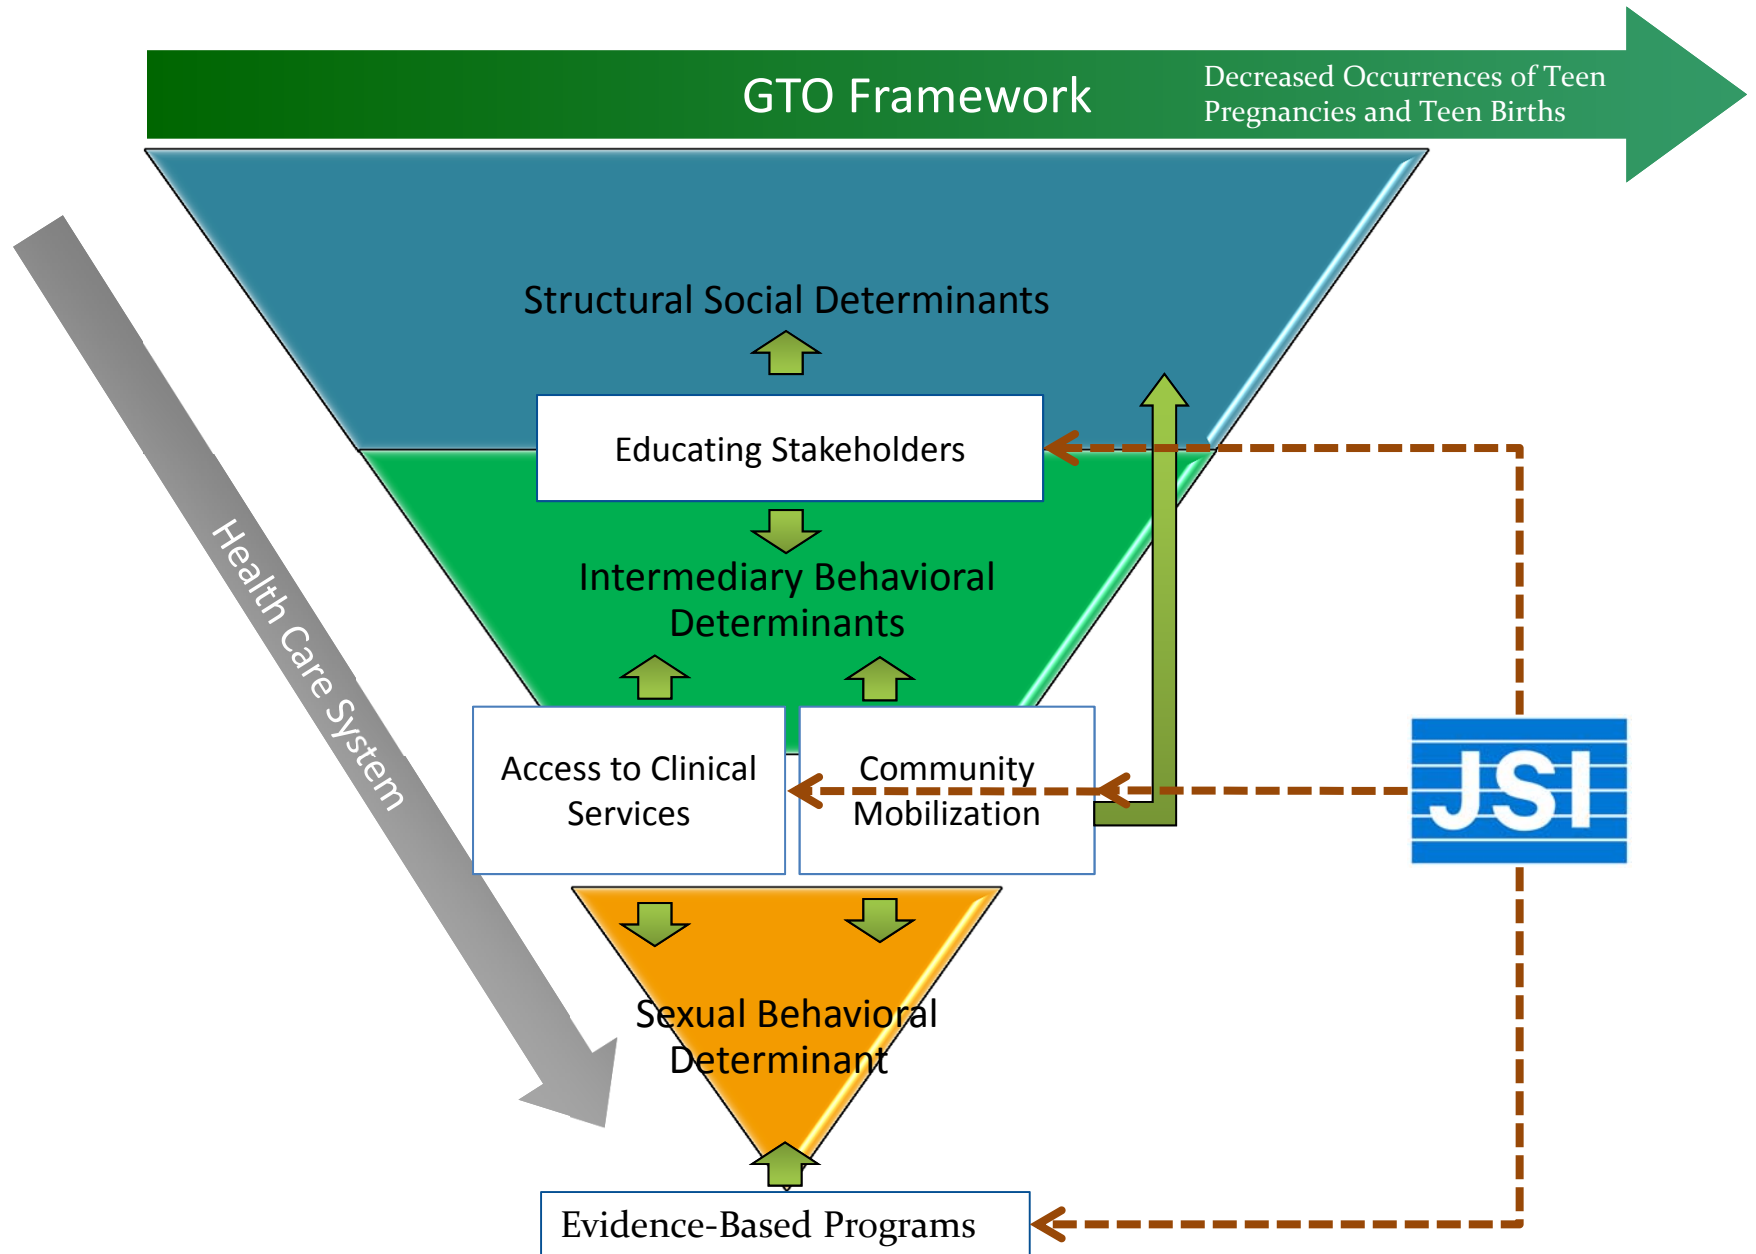 GTO Framework
Decreased Occurrences of Teen
Pregnancies and Teen Births
Structural Social Determinants
Educating Stakeholders
Intermediary Behavioral
Determinants
Health Care System
Access to Clinical
Services
Community
Mobilization
JSI
Sexual Behavioral
Determinant
Evidence-Based Programs